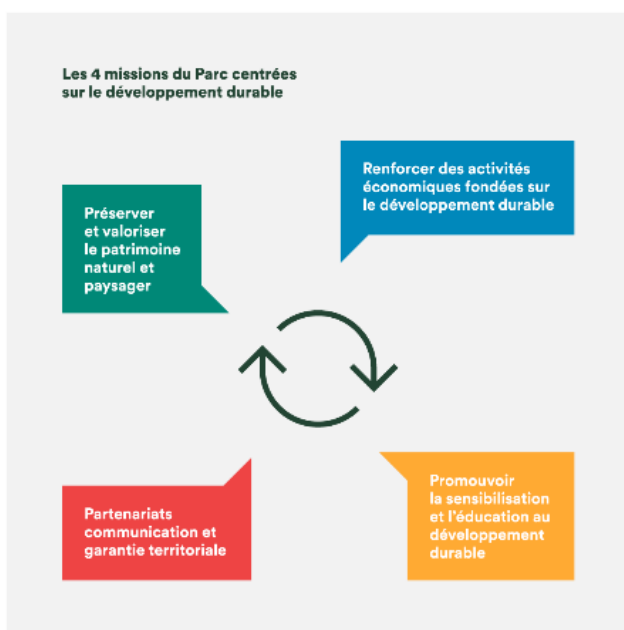 Les 4 missions du Parc centrées
sur le développement durable
Renforcer des activités
économiques fondées sur
le développement durable
Préserver
et valoriser
le patrimoine
naturel et
paysager
Partenariats
communication et
garantie territoriale
Promouvoir
la sensibilisation
et l'éducation au
développement
durable